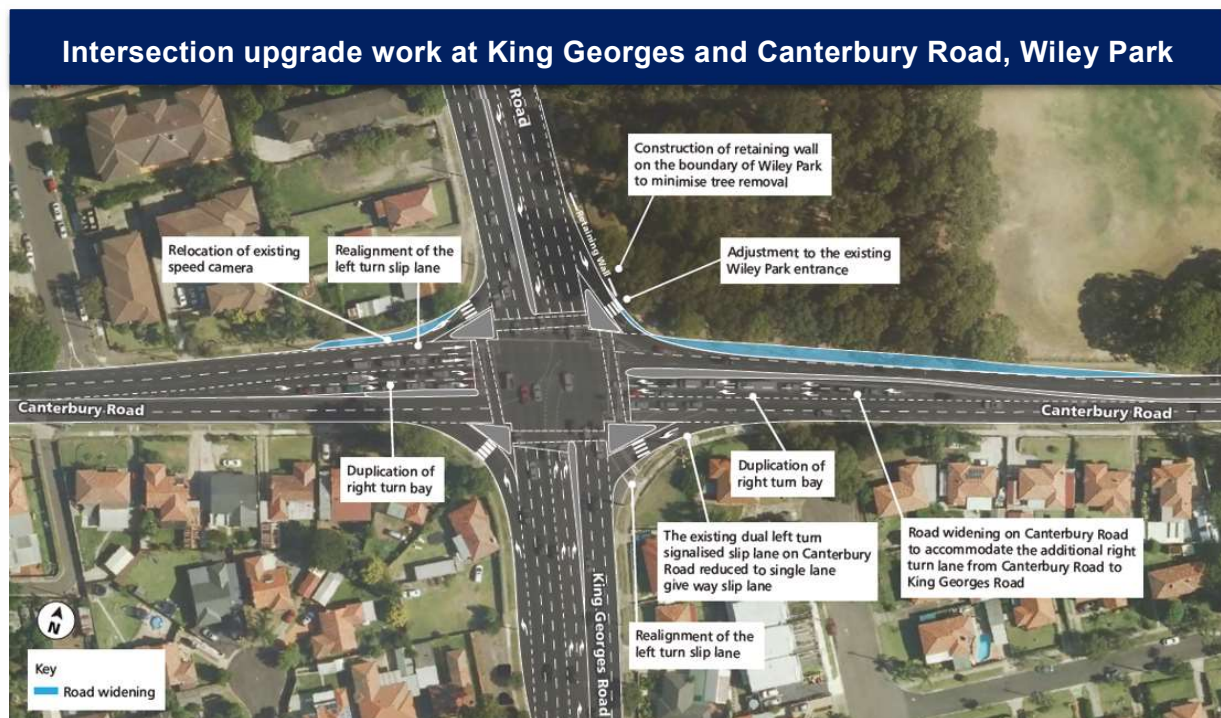 Intersection upgrade work at King Georges and Canterbury Road, Wiley Park
Road
Construction of retaining wall
on the boundary of Wiley Park
to minimise tree removal
Retaining Wall
Relocation of existing
speed camera
Realignment of the
left turn slip lane
Adjustment to the existing
Wiley Park entrance
Canterbury Road
Canterbury Road
Duplication of
right turn bay
Duplication of
right turn bay
The existing dual left turn
signalised slip lane on Canterbury
Road reduced to single lane
give way slip lane
Road widening on Canterbury Road
to accommodate the additional right
turn lane from Canterbury Road to
King Georges Road
King Georges Road
Realignment of the
left turn slip lane
N
Key
Road widening